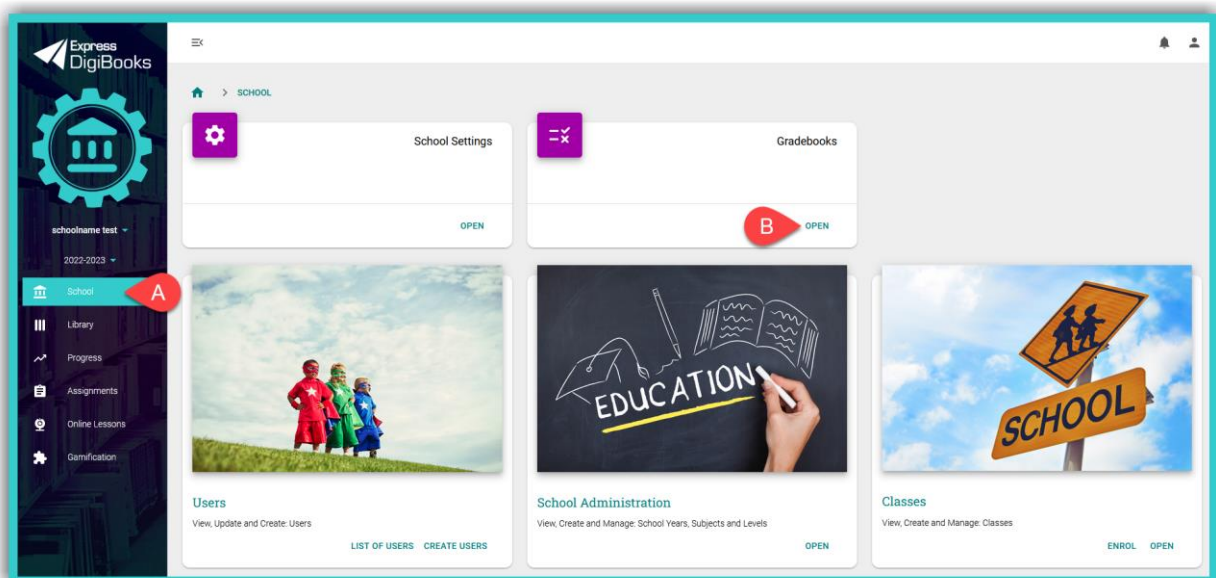 Express
DigiBooks
schoolname test
2022-2023
School
A
Library
Progress
Assignments
Online Lessons
Gamification
> SCHOOL
School Settings
OPEN
Gradebooks
B
OPEN
EDUCATION
SCHOOL
Users
View, Update and Create: Users
LIST OF USERS CREATE USERS
School Administration
View, Create and Manage: School Years, Subjects and Levels
OPEN
Classes
View, Create and Manage: Classes
ENROL OPEN